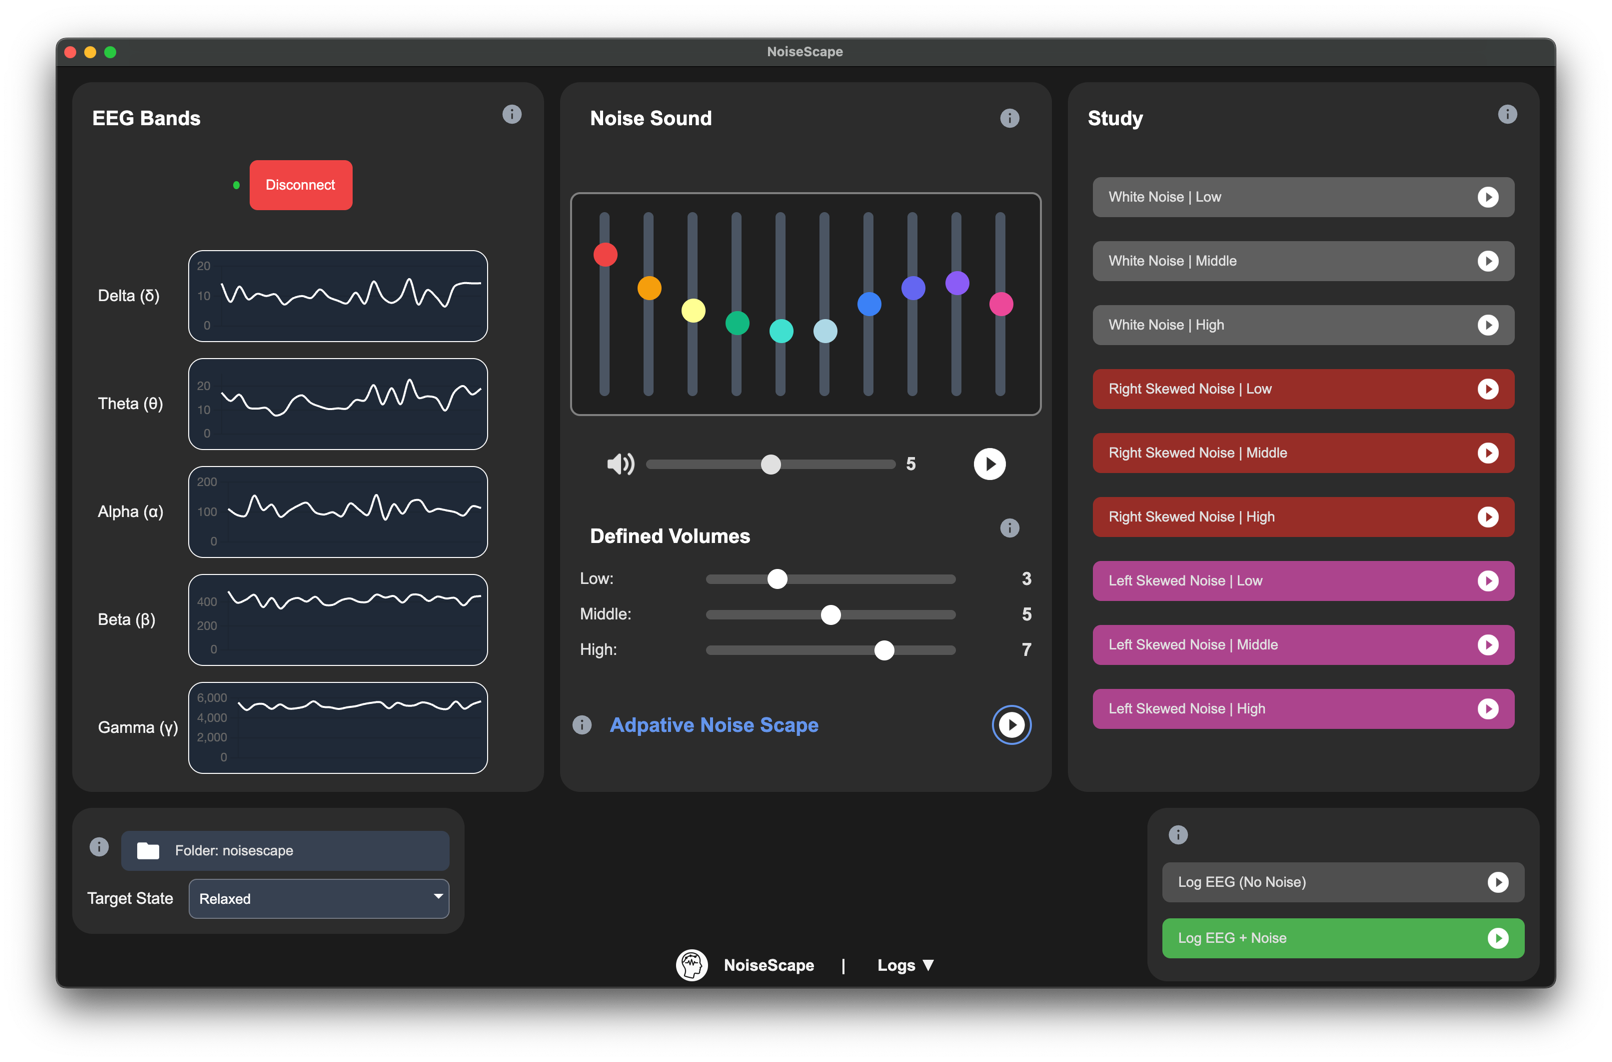 NoiseScape
EEG Bands
Disconnect
Delta (δ)
20
10
0
Theta (θ)
20
10
0
Alpha (α)
200
100
0
Beta (β)
400
200
0
Gamma (γ)
6,000
4,000
2,000
0
Noise Sound
5
Defined Volumes
Low: 3
Middle: 5
High: 7
Adpative Noise Scape
Study
White Noise | Low
White Noise | Middle
White Noise | High
Right Skewed Noise | Low
Right Skewed Noise | Middle
Right Skewed Noise | High
Left Skewed Noise | Low
Left Skewed Noise | Middle
Left Skewed Noise | High
Folder: noisescape
Target State Relaxed
Log EEG (No Noise)
Log EEG + Noise
NoiseScape | Logs ▼